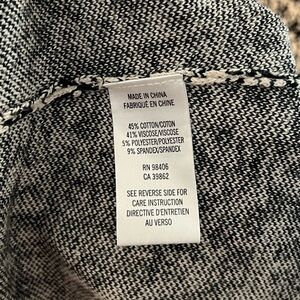 MADE IN CHINA
FABRIQUÉ EN CHINE
45% COTTON/COTON
41% VISCOSE/VISCOSE
5% POLYESTER/POLYESTER
9% SPANDEX/SPANDEX
RN 98406
CA 39862
SEE REVERSE SIDE FOR
CARE INSTRUCTION
DIRECTIVE D'ENTRETIEN
AU VERSO